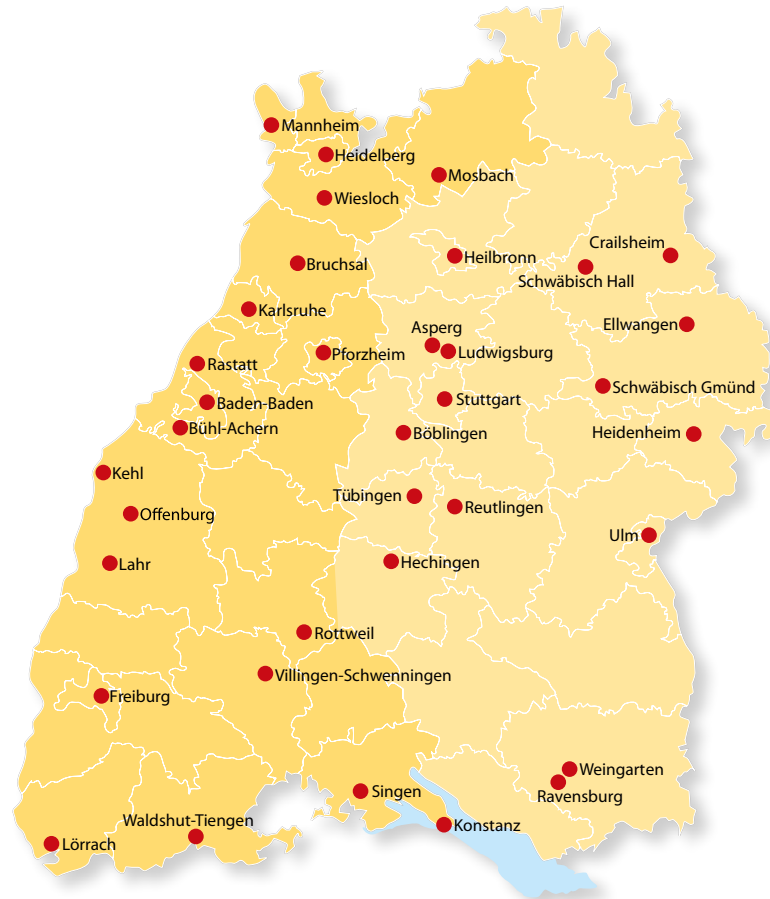 Mannheim
Heidelberg
Mosbach
Wiesloch
Crailsheim
Heilbronn
Bruchsal
Schwäbisch Hall
Karlsruhe
Ellwangen
Asperg
Ludwigsburg
Pforzheim
Rastatt
Schwäbisch Gmünd
Stuttgart
Baden-Baden
Bühl-Achern
Böblingen
Heidenheim
Kehl
Tübingen
Reutlingen
Offenburg
Ulm
Lahr
Hechingen
Rottweil
Villingen-Schwenningen
Freiburg
Weingarten
Singen
Ravensburg
Waldshut-Tiengen
Konstanz
Lörrach